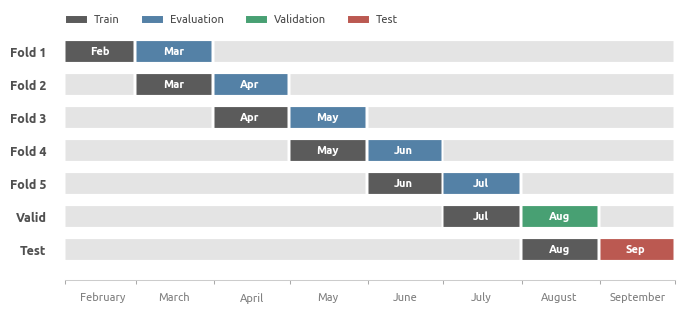 Train Evaluation Validation Test
Fold 1 Feb Mar
Fold 2 Mar Apr
Fold 3 Apr May
Fold 4 May Jun
Fold 5 Jun Jul
Valid Jul Aug
Test Aug Sep
February March April May June July August September